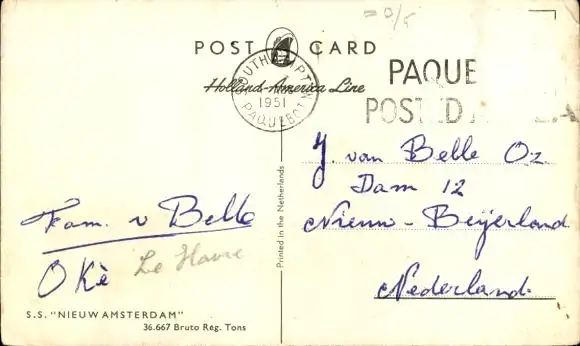 = D/5
POST CARD
Holland-America Line
SOUTHAMPTON
1951
PAQUEBOT
PAQUE
POSTED A
Fam. v Belle
OKè
Le Havre
S.S. "NIEUW AMSTERDAM"
36.667 Bruto Reg. Tons
Printed in the Netherlands
J. van Belle Oz
Dam 12
Nieuw-Beijerland
Nederland.